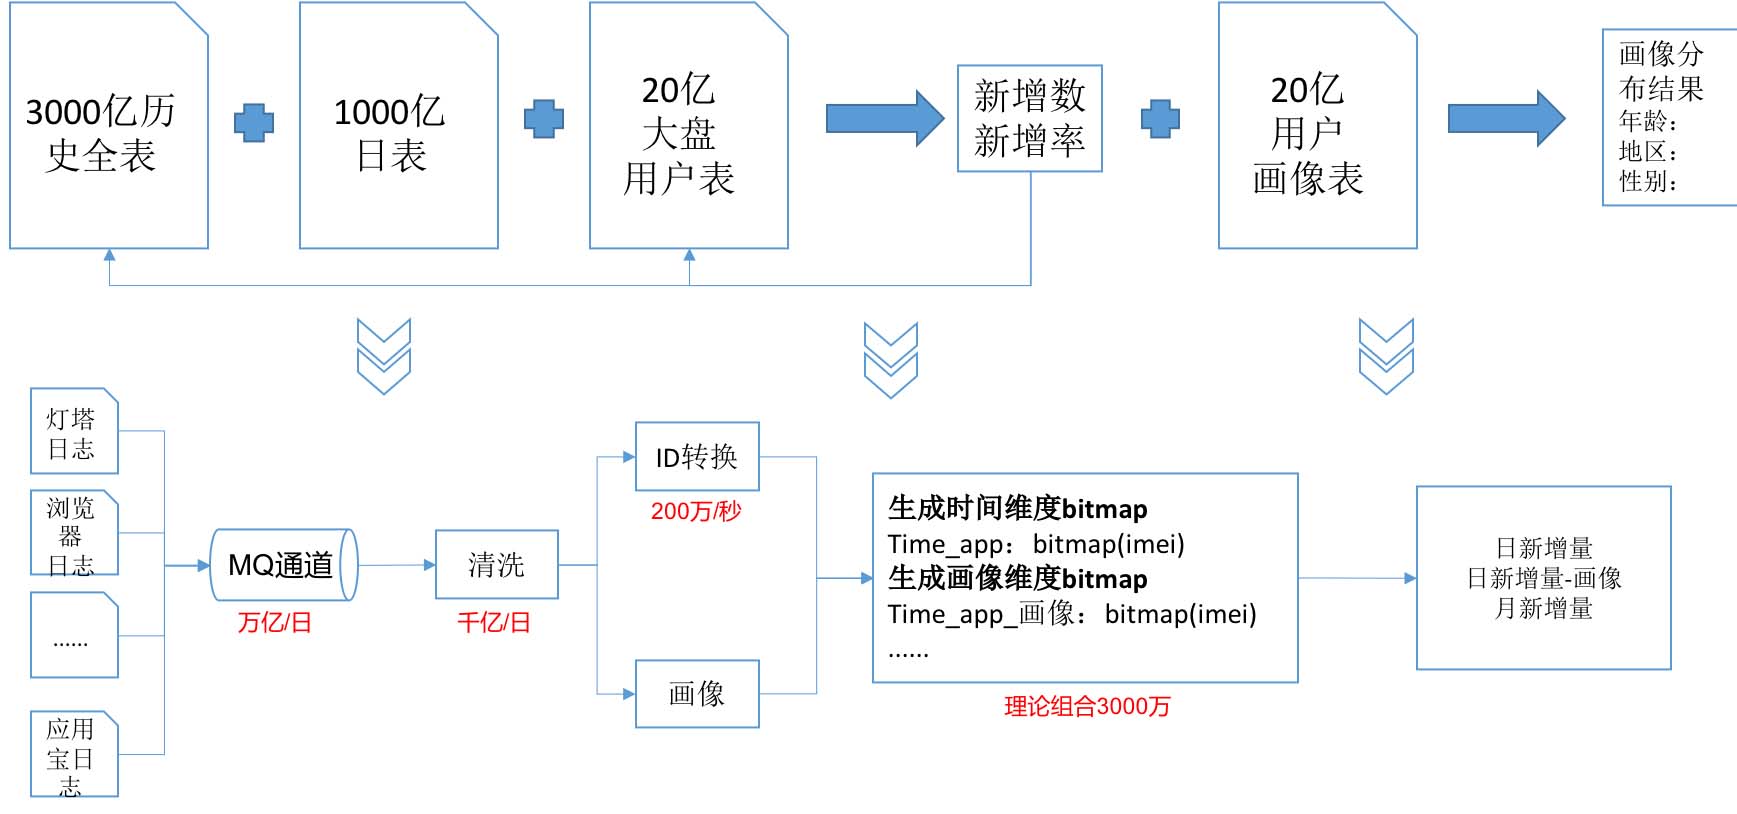 3000亿历
史全表
1000亿
日表
20亿
大盘
用户表
新增数
新增率
20亿
用户
画像表
画像分
布结果
年龄：
地区：
性别：
灯塔
日志
浏览
器
日志
......
应用
宝日
志
MQ通道
万亿/日
清洗
千亿/日
ID转换
200万/秒
画像
生成时间维度bitmap
Time_app：bitmap(imei)
生成画像维度bitmap
Time_app_画像：bitmap(imei)
......
理论组合3000万
日新增量
日新增量-画像
月新增量